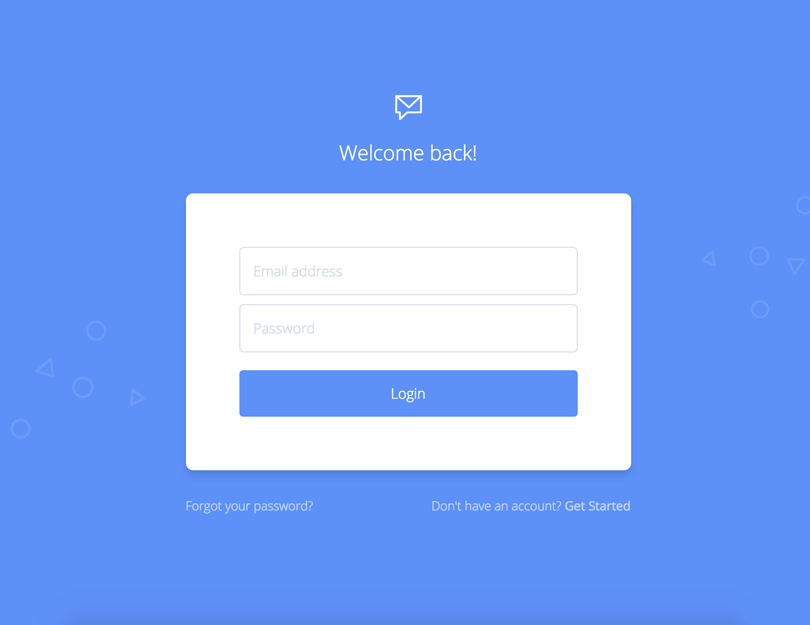 Welcome back!
Email address
Password
Login
Forgot your password?
Don't have an account? Get Started